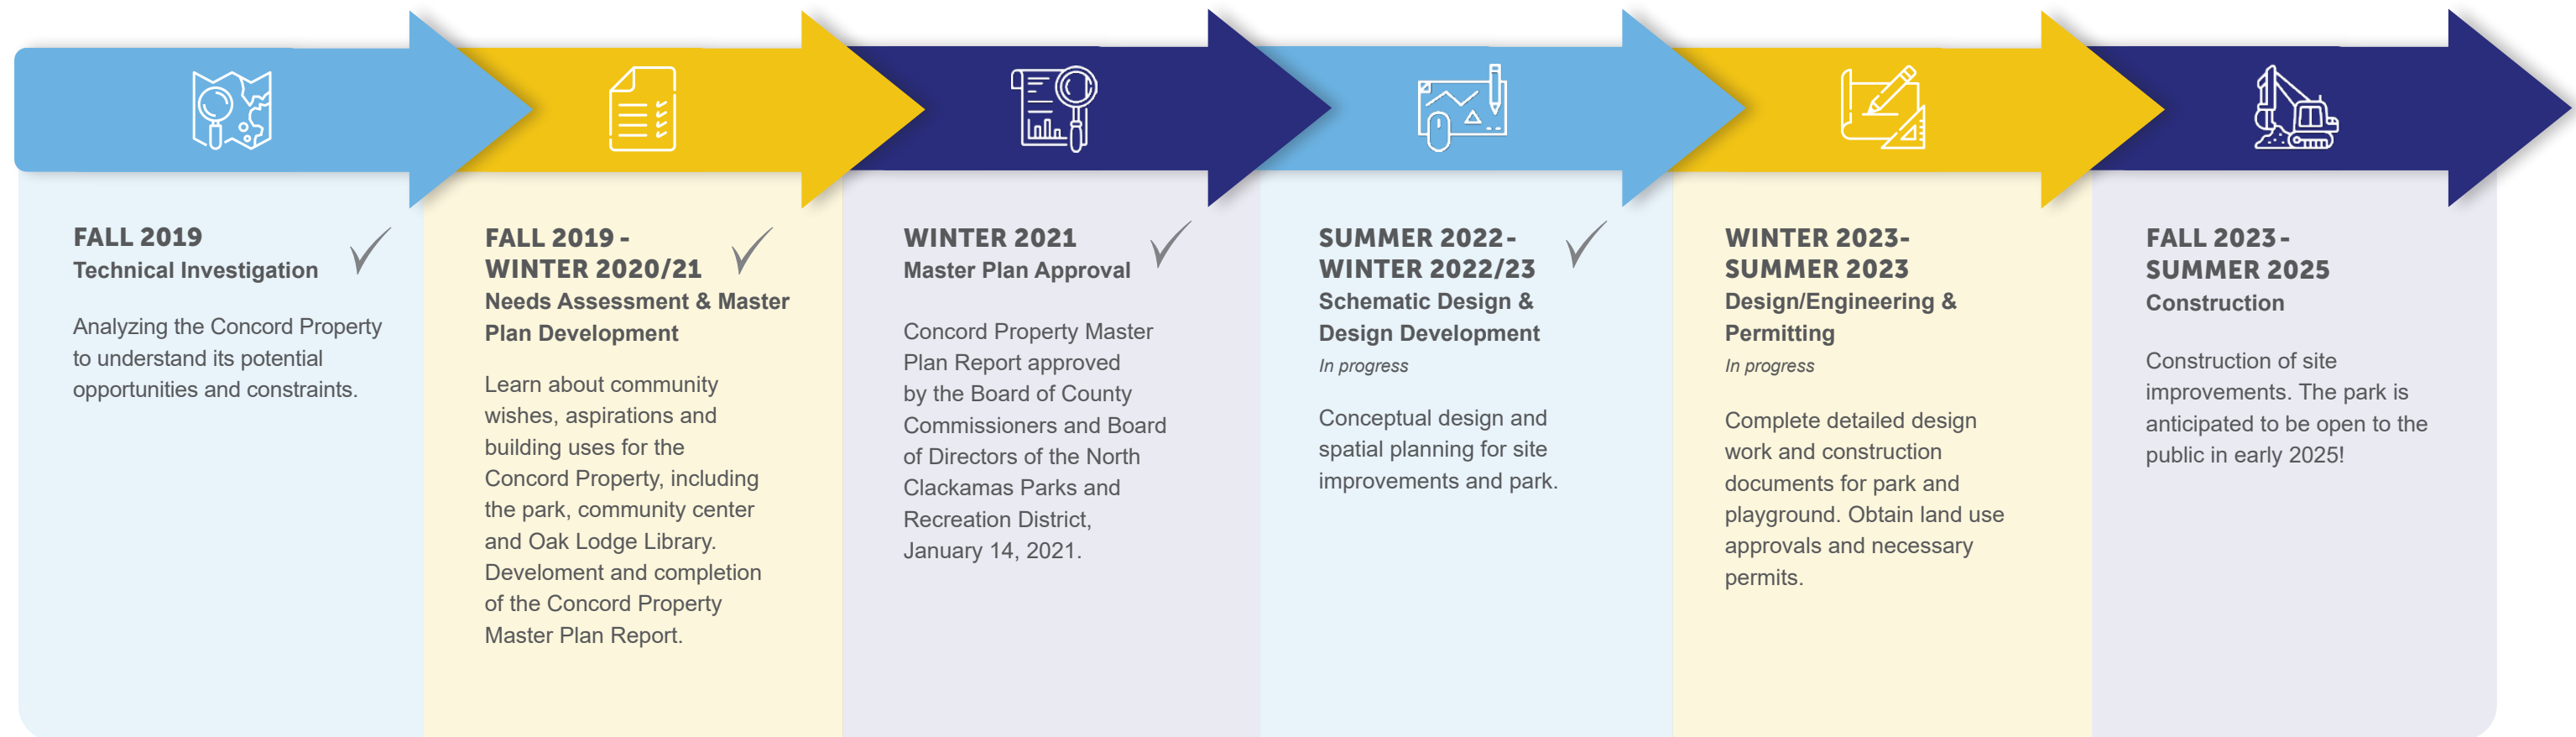 FALL 2019
Technical Investigation
Analyzing the Concord Property
to understand its potential
opportunities and constraints.
FALL 2019 -
WINTER 2020/21
Needs Assessment & Master
Plan Development
Learn about community
wishes, aspirations and
building uses for the
Concord Property, including
the park, community center
and Oak Lodge Library.
Develoment and completion
of the Concord Property
Master Plan Report.
WINTER 2021
Master Plan Approval
Concord Property Master
Plan Report approved
by the Board of County
Commissioners and Board
of Directors of the North
Clackamas Parks and
Recreation District,
January 14, 2021.
SUMMER 2022-
WINTER 2022/23
Schematic Design &
Design Development
In progress
Conceptual design and
spatial planning for site
improvements and park.
WINTER 2023-
SUMMER 2023
Design/Engineering &
Permitting
In progress
Complete detailed design
work and construction
documents for park and
playground. Obtain land use
approvals and necessary
permits.
FALL 2023-
SUMMER 2025
Construction
Construction of site
improvements. The park is
anticipated to be open to the
public in early 2025!